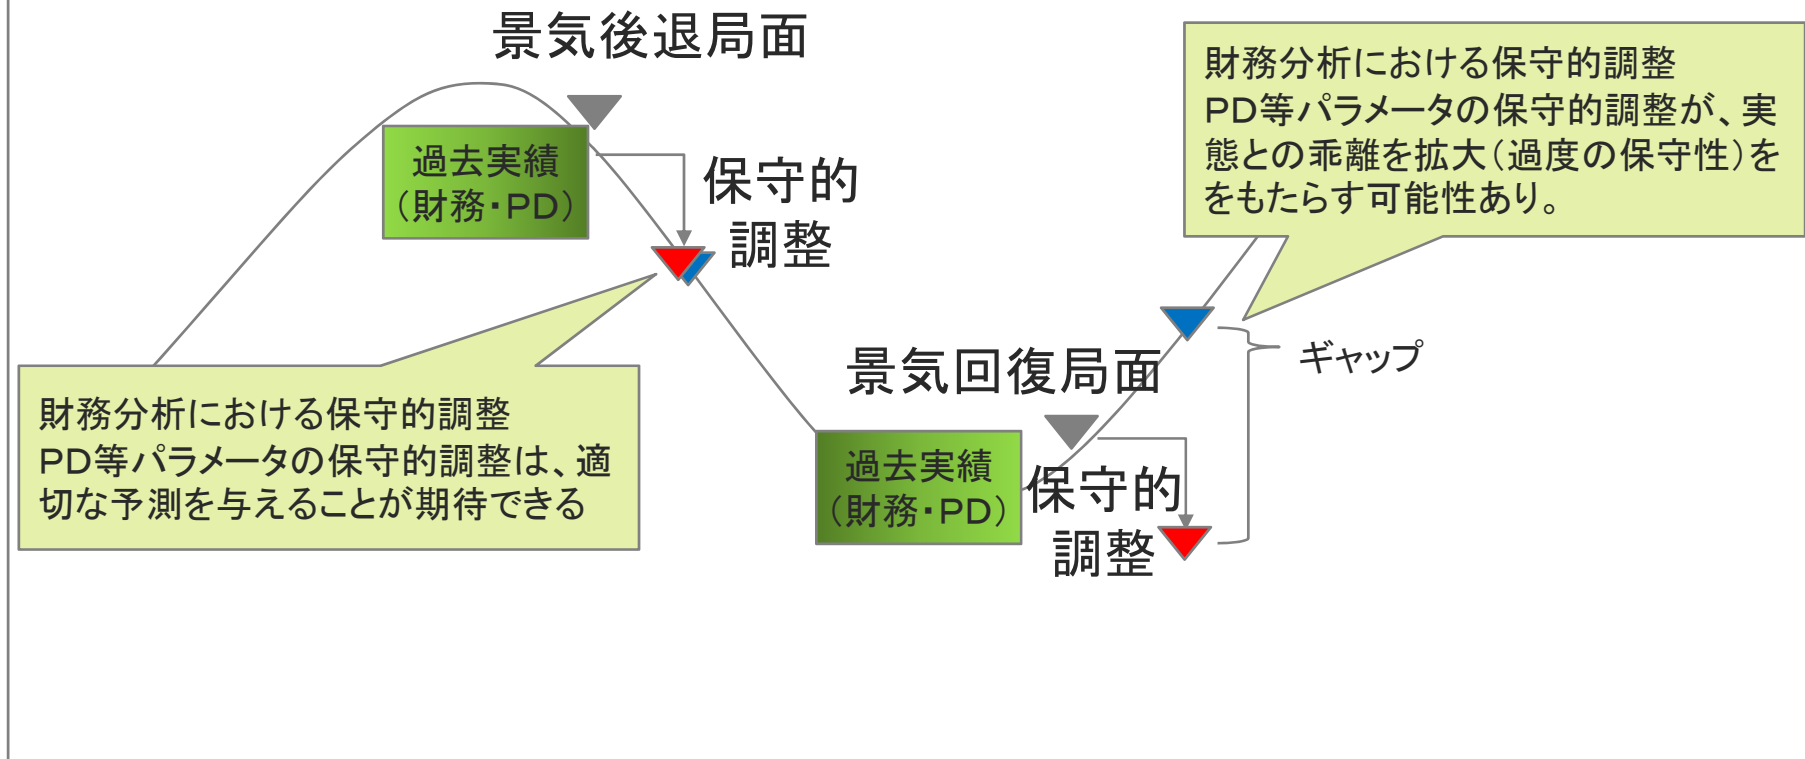 景気後退局面
財務分析における保守的調整
PD等パラメータの保守的調整が、実
態との乖離を拡大（過度の保守性）を
をもたらす可能性あり。
過去実績
（財務・PD）
保守的
調整
財務分析における保守的調整
PD等パラメータの保守的調整は、適
切な予測を与えることが期待できる
景気回復局面
ギャップ
過去実績
（財務・PD）
保守的
調整